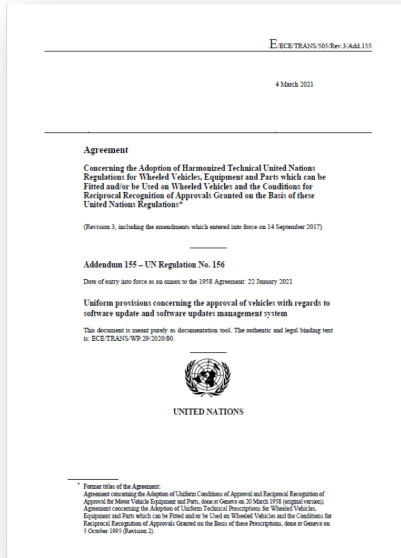 E/ECE/TRANS/505/Rev.3/Add.155
4 March 2021
Agreement
Concerning the Adoption of Harmonized Technical United Nations
Regulations for Wheeled Vehicles, Equipment and Parts which can be
Fitted and/or be Used on Wheeled Vehicles and the Conditions for
Reciprocal Recognition of Approvals Granted on the Basis of these
United Nations Regulations*
(Revision 3, including the amendments which entered into force on 14 September 2017)
Addendum 155 – UN Regulation No. 156
Date of entry into force as an annex to the 1958 Agreement: 22 January 2021
Uniform provisions concerning the approval of vehicles with regards to
software update and software updates management system
This document is meant purely as documentation tool. The authentic and legal binding text
is: ECE/TRANS/WP.29/2020/80.
UNITED NATIONS
* Former titles of the Agreement:
Agreement concerning the Adoption of Uniform Conditions of Approval and Reciprocal Recognition of
Approval for Motor Vehicle Equipment and Parts, done at Geneva on 20 March 1958 (original version);
Agreement concerning the Adoption of Uniform Technical Prescriptions for Wheeled Vehicles,
Equipment and Parts which can be Fitted and/or be Used on Wheeled Vehicles and the Conditions for
Reciprocal Recognition of Approvals Granted on the Basis of these Prescriptions, done at Geneva on
5 October 1995 (Revision 2).